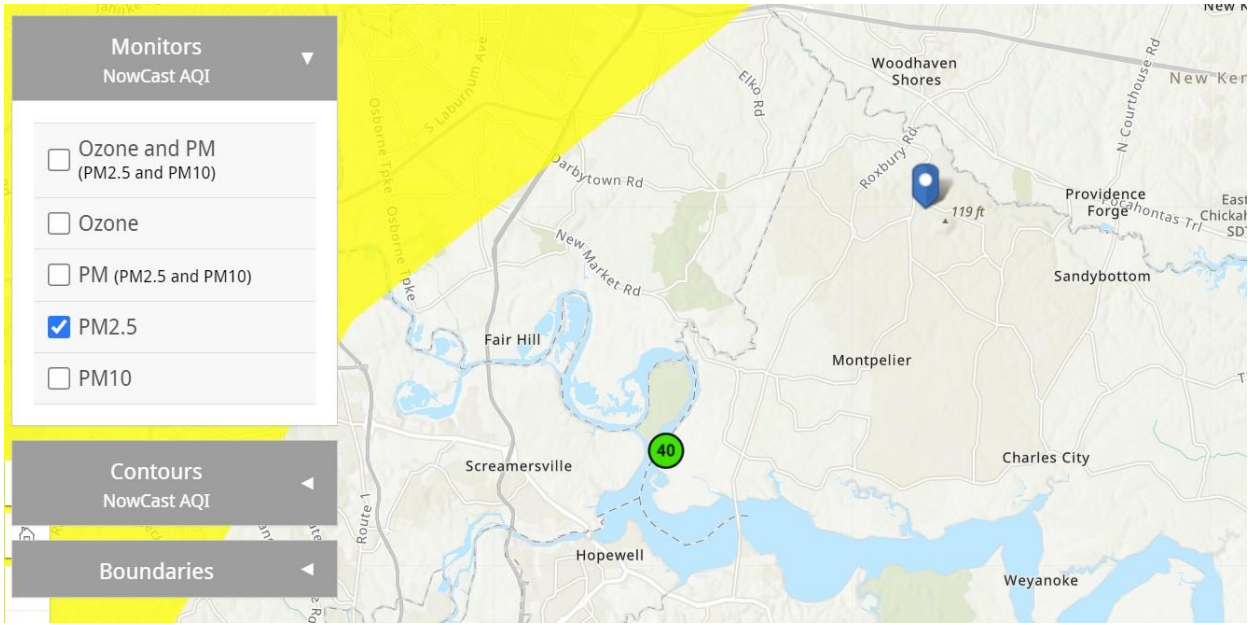 Monitors
NowCast AQI
Ozone and PM
(PM2.5 and PM10)
Ozone
PM (PM2.5 and PM10)
PM2.5
PM10
Contours
NowCast AQI
Boundaries
S Laburnum Ave
Osborne Tpke
Osborne Tpke
Elko Rd
Darbytown Rd
New Market Rd
Woodhaven
Shores
Roxbury Rd
N Courthouse Rd
119 ft
Providence
Forge
Pocahontas Trl
East
Sandybottom
Fair Hill
Montpelier
40
Screamersville
Charles City
Route 1
Hopewell
Weyanoke